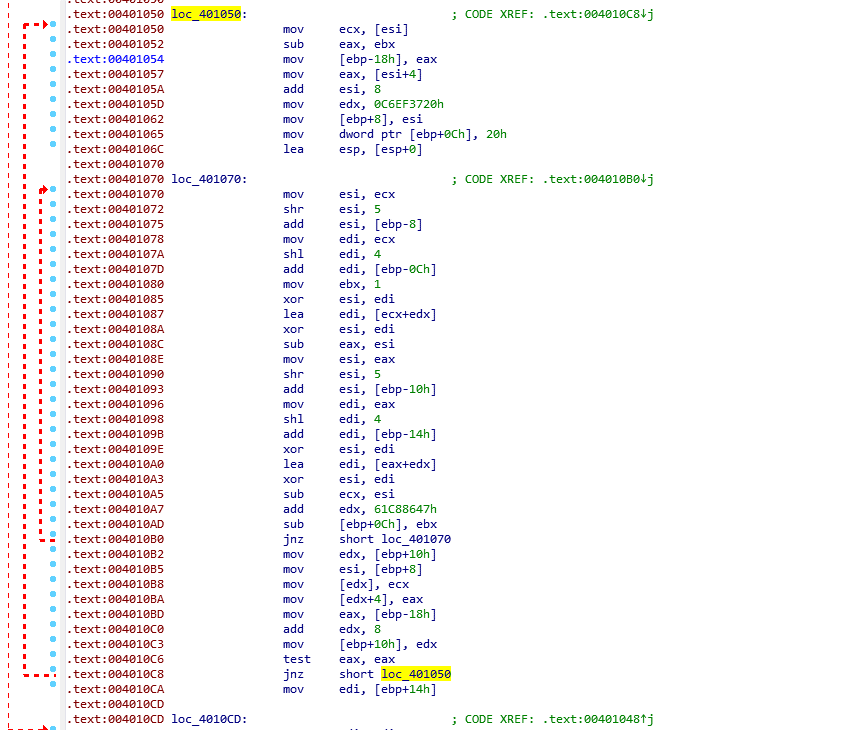 .text:00401050 loc_401050: ; CODE XREF: .text:004010C8↓j
.text:00401050 mov ecx, [esi]
.text:00401052 sub eax, ebx
.text:00401054 mov [ebp-18h], eax
.text:00401057 mov eax, [esi+4]
.text:0040105A add esi, 8
.text:0040105D mov edx, 0C6EF3720h
.text:00401062 mov [ebp+8], esi
.text:00401065 mov dword ptr [ebp+0Ch], 20h
.text:0040106C lea esp, [esp+0]
.text:00401070
.text:00401070 loc_401070: ; CODE XREF: .text:004010B0↓j
.text:00401070 mov esi, ecx
.text:00401072 shr esi, 5
.text:00401075 add esi, [ebp-8]
.text:00401078 mov edi, ecx
.text:0040107A shl edi, 4
.text:0040107D add edi, [ebp-0Ch]
.text:00401080 mov ebx, 1
.text:00401085 xor esi, edi
.text:00401087 lea edi, [ecx+edx]
.text:0040108A xor esi, edi
.text:0040108C sub eax, esi
.text:0040108E mov esi, eax
.text:00401090 shr esi, 5
.text:00401093 add esi, [ebp-10h]
.text:00401096 mov edi, eax
.text:00401098 shl edi, 4
.text:0040109B add edi, [ebp-14h]
.text:0040109E xor esi, edi
.text:004010A0 lea edi, [eax+edx]
.text:004010A3 xor esi, edi
.text:004010A5 sub ecx, esi
.text:004010A7 add edx, 61C88647h
.text:004010AD sub [ebp+0Ch], ebx
.text:004010B0 jnz short loc_401070
.text:004010B2 mov edx, [ebp+10h]
.text:004010B5 mov esi, [ebp+8]
.text:004010B8 mov [edx], ecx
.text:004010BA mov [edx+4], eax
.text:004010BD mov eax, [ebp-18h]
.text:004010C0 add edx, 8
.text:004010C3 mov [ebp+10h], edx
.text:004010C6 test eax, eax
.text:004010C8 jnz short loc_401050
.text:004010CA mov edi, [ebp+14h]
.text:004010CD
.text:004010CD loc_4010CD: ; CODE XREF: .text:00401048↑j